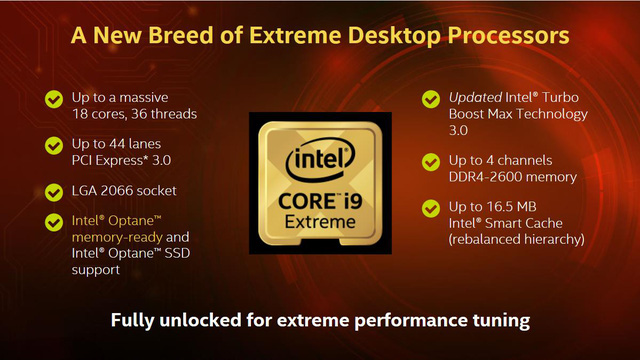 A New Breed of Extreme Desktop Processors
Up to a massive
18 cores, 36 threads
Up to 44 lanes
PCI Express* 3.0
LGA 2066 socket
Intel® Optane™
memory-ready and
Intel® Optane™ SSD
support
intel®
CORE™ i9
Extreme
Updated Intel® Turbo
Boost Max Technology
3.0
Up to 4 channels
DDR4-2600 memory
Up to 16.5 MB
Intel® Smart Cache
(rebalanced hierarchy)
Fully unlocked for extreme performance tuning